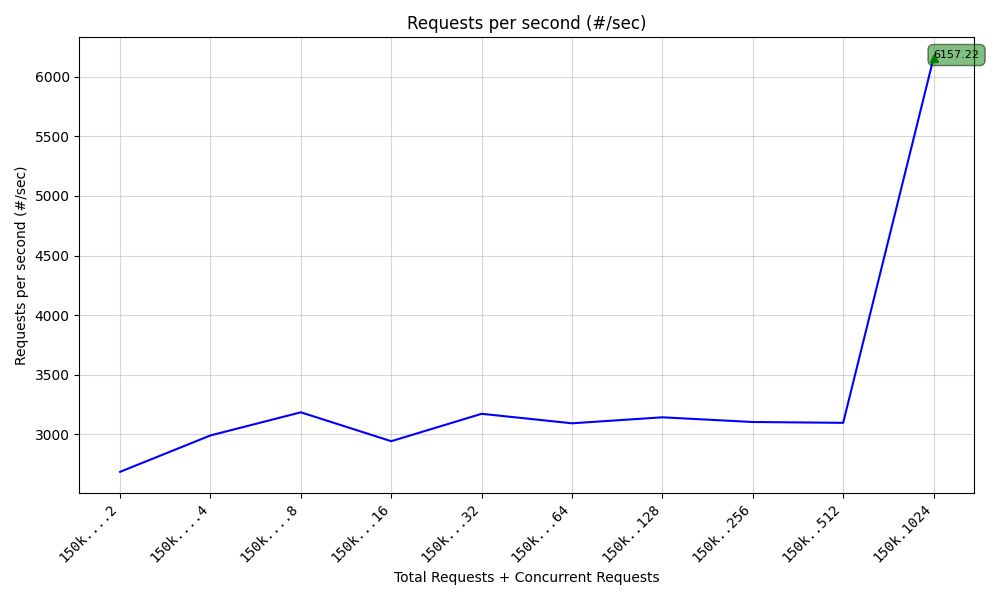 Requests per second (#/sec)
6157.22
6000
5500
5000
4500
4000
3500
3000
Requests per second (#/sec)
150k....2
150k....4
150k....8
150k...16
150k...32
150k...64
150k..128
150k..256
150k..512
150k.1024
Total Requests + Concurrent Requests